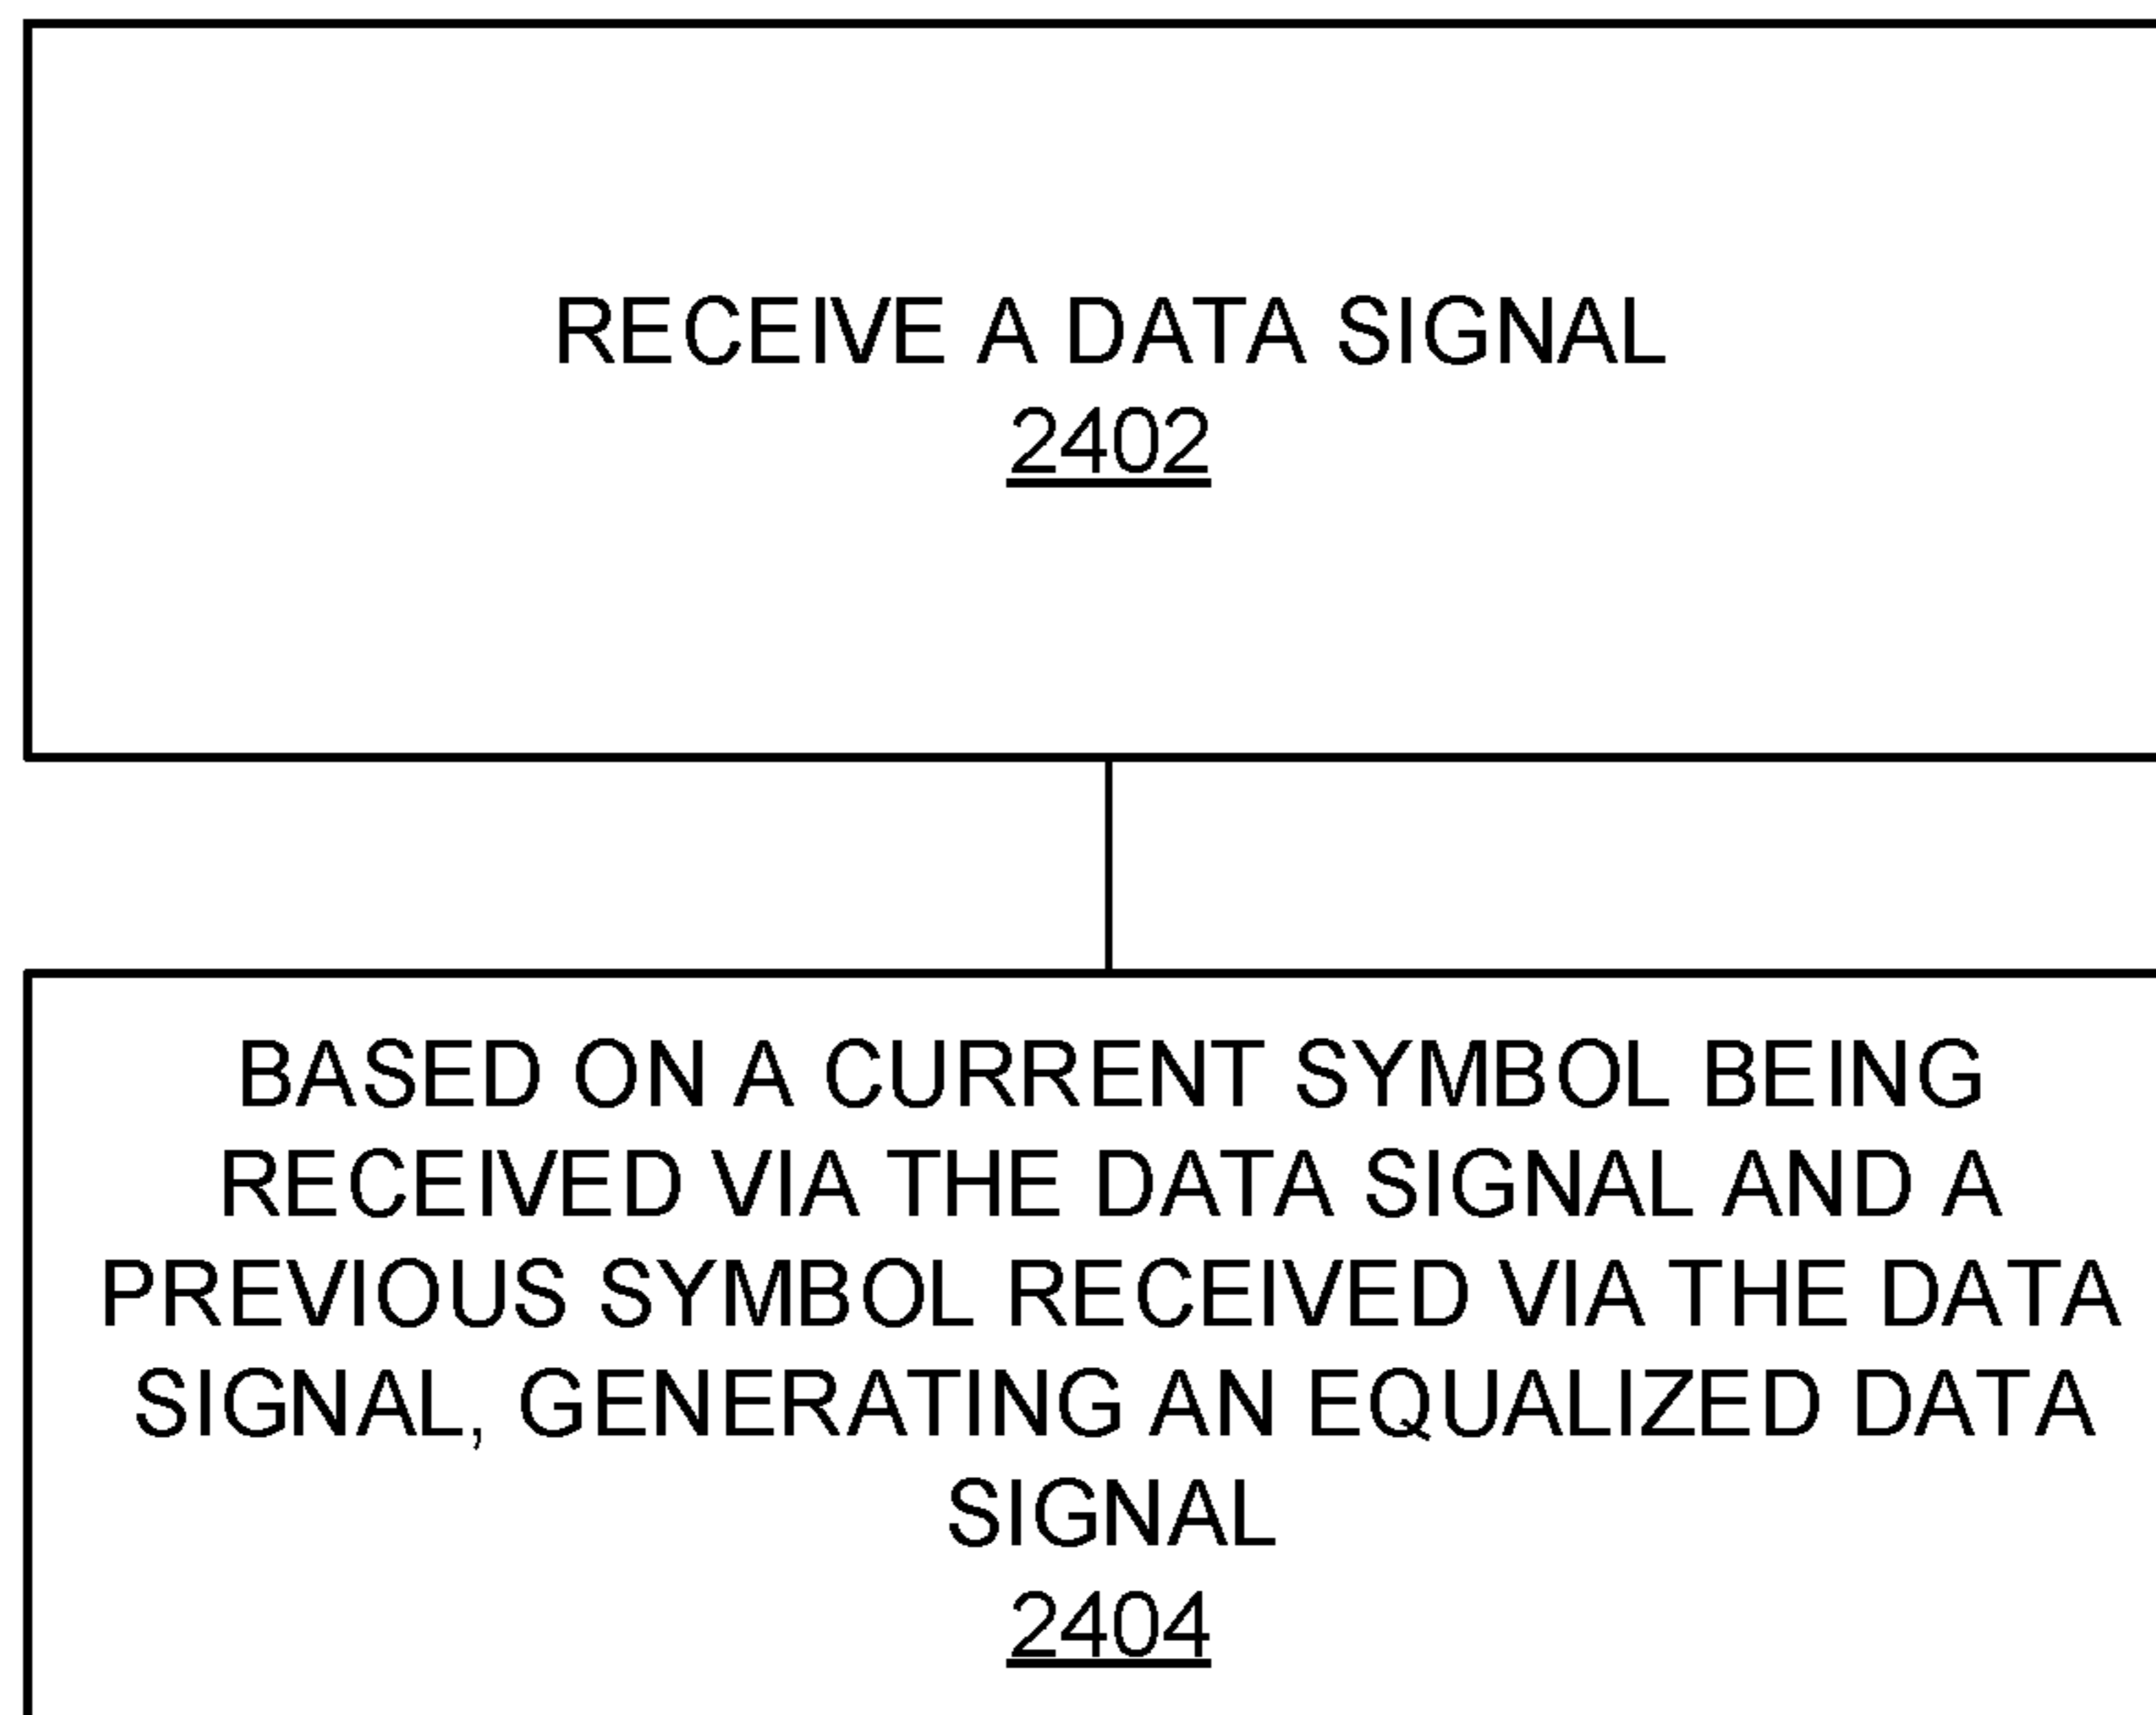 RECEIVE A DATA SIGNAL
2402
BASED ON A CURRENT SYMBOL BEING
RECEIVED VIA THE DATA SIGNAL AND A
PREVIOUS SYMBOL RECEIVED VIA THE DATA
SIGNAL, GENERATING AN EQUALIZED DATA
SIGNAL
2404